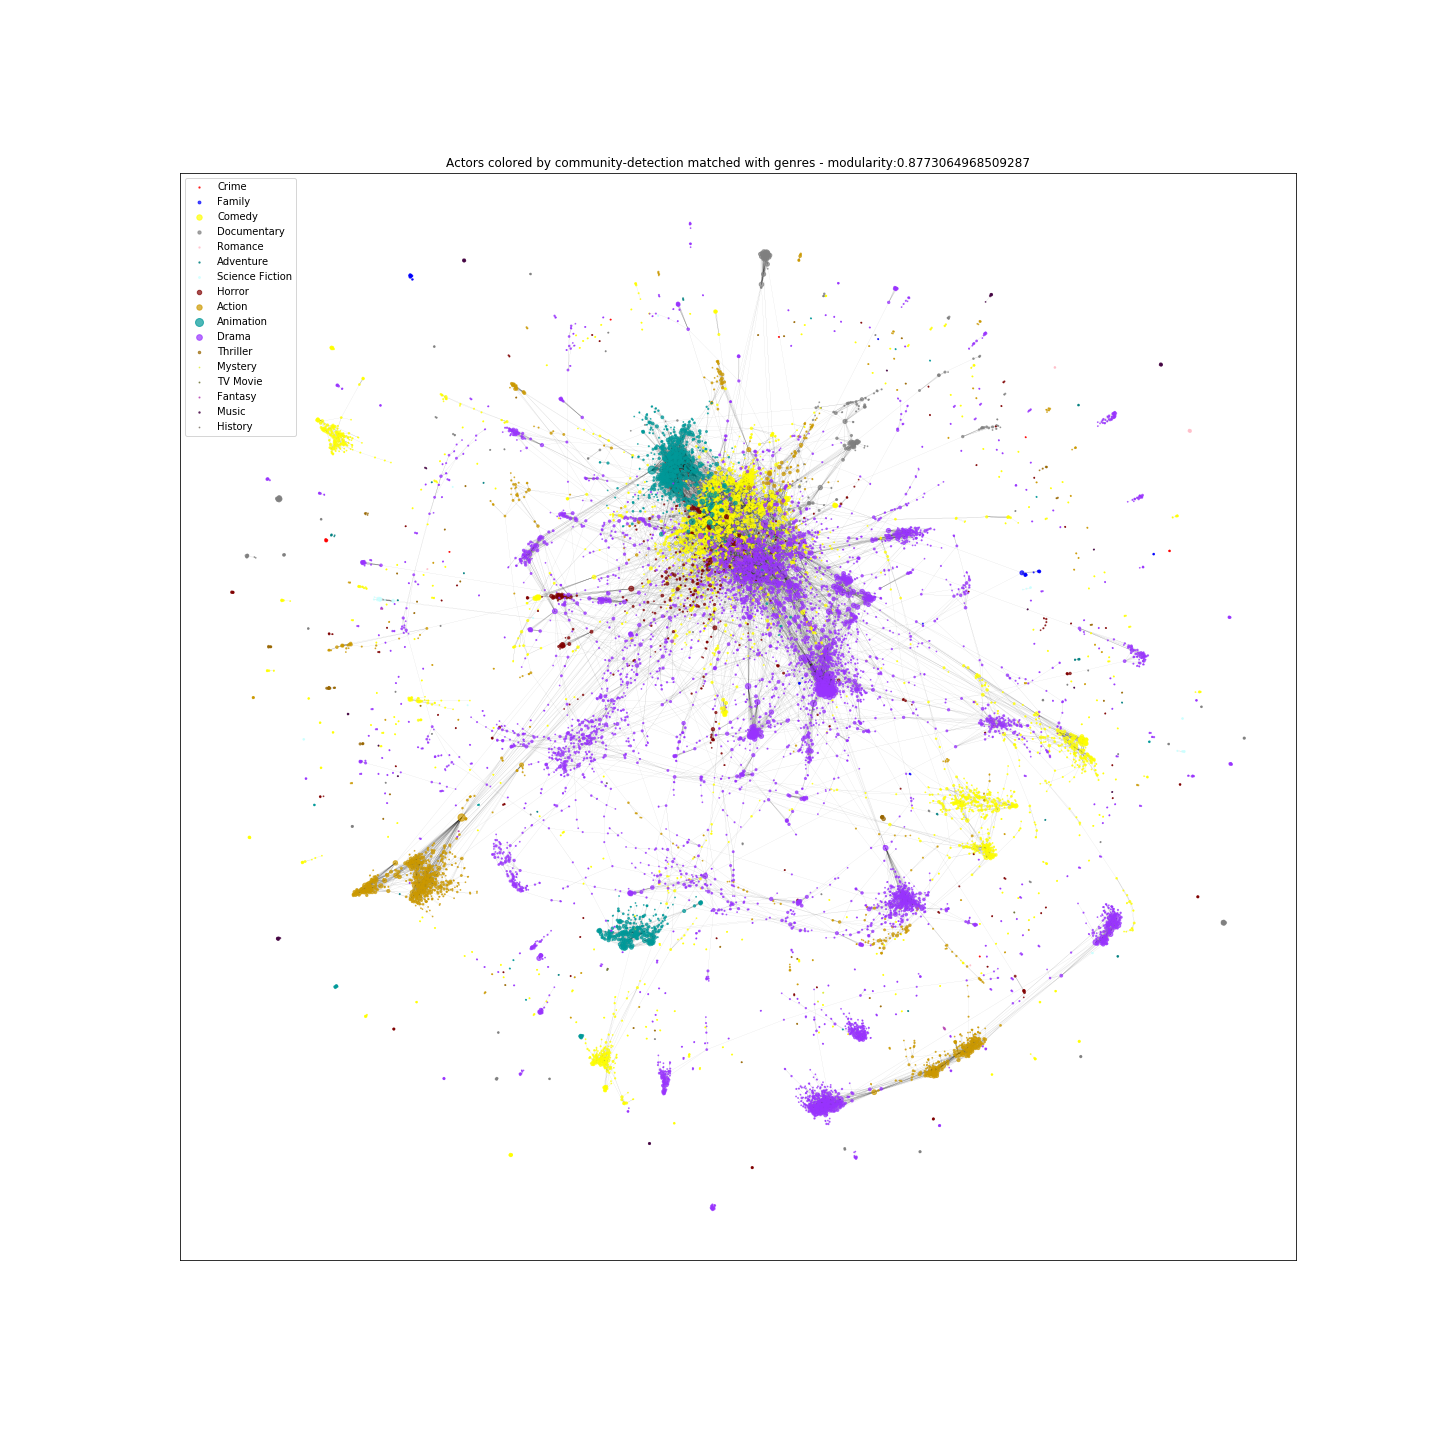 Actors colored by community-detection matched with genres - modularity:0.8773064968509287
Crime
Family
Comedy
Documentary
Romance
Adventure
Science Fiction
Horror
Action
Animation
Drama
Thriller
Mystery
TV Movie
Fantasy
Music
History